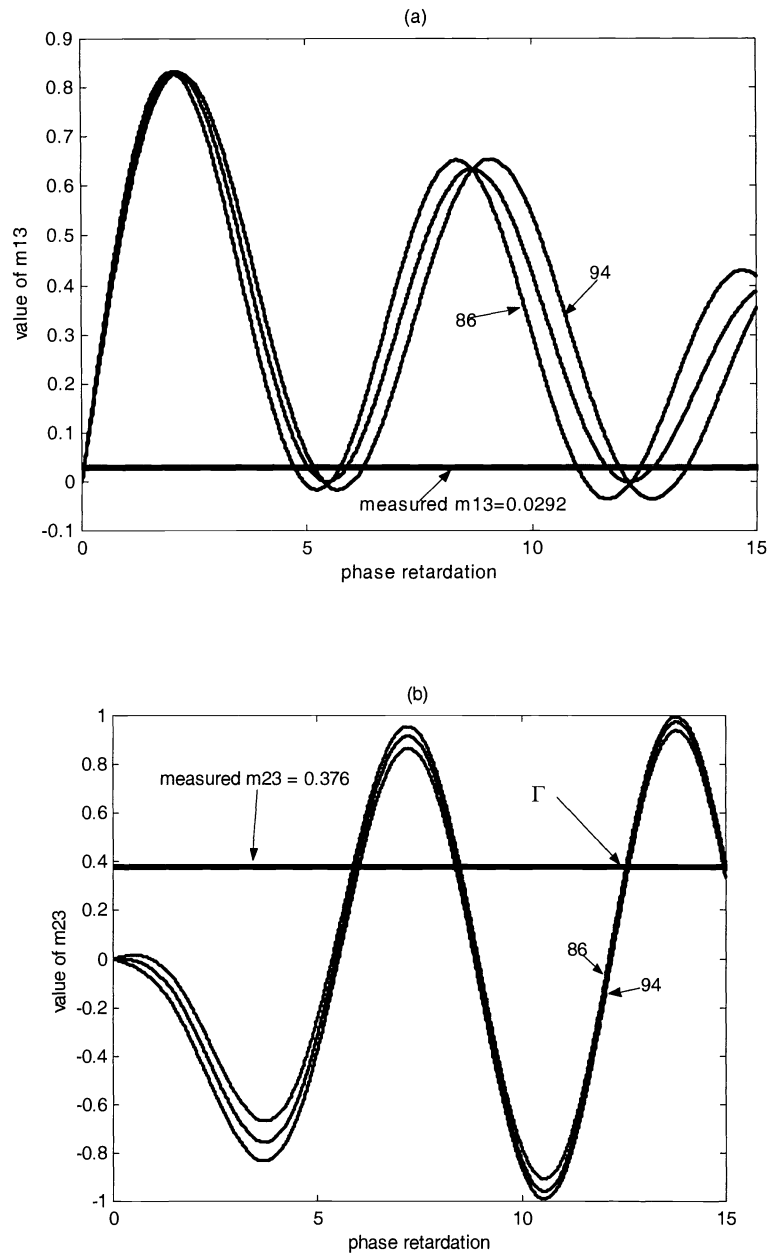 (a)
0.9
0.8
0.7
0.6
0.5
0.4
0.3
0.2
0.1
0
-0.1
value of m13
94
86
measured m13=0.0292
0 5 10 15
phase retardation
(b)
1
0.8
0.6
0.4
0.2
0
-0.2
-0.4
-0.6
-0.8
-1
value of m23
measured m23 = 0.376
Γ
86
94
0 5 10 15
phase retardation